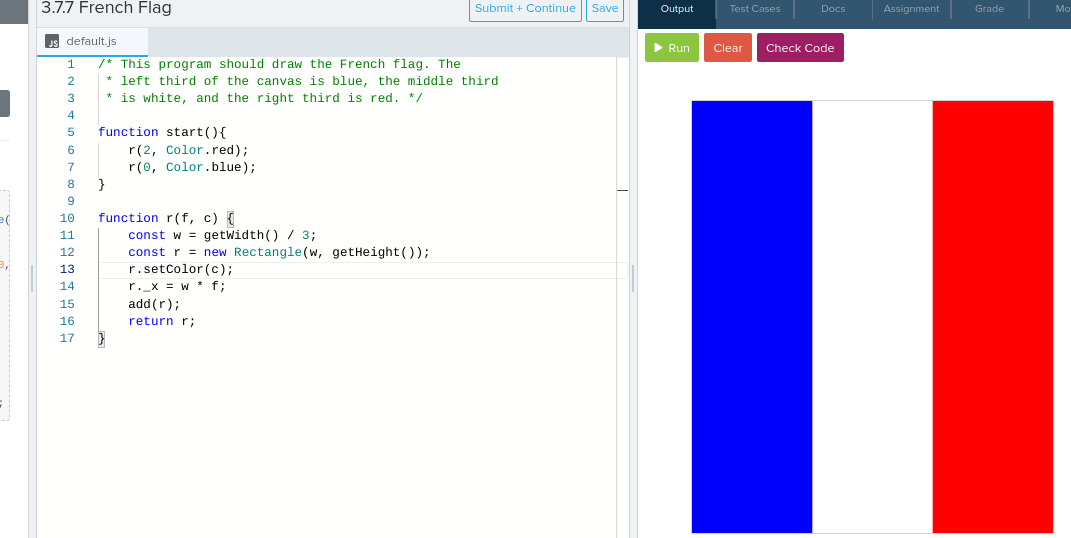 3.7.7 French Flag
Submit + Continue
Save
Output
Test Cases
Docs
Assignment
Grade
Mo
default.js
Run
Clear
Check Code
1 /* This program should draw the French flag. The
2 * left third of the canvas is blue, the middle third
3 * is white, and the right third is red. */
4
5 function start(){
6 r(2, Color.red);
7 r(0, Color.blue);
8 }
9
10 function r(f, c) {
11 const w = getWidth() / 3;
12 const r = new Rectangle(w, getHeight());
13 r.setColor(c);
14 r._x = w * f;
15 add(r);
16 return r;
17 }